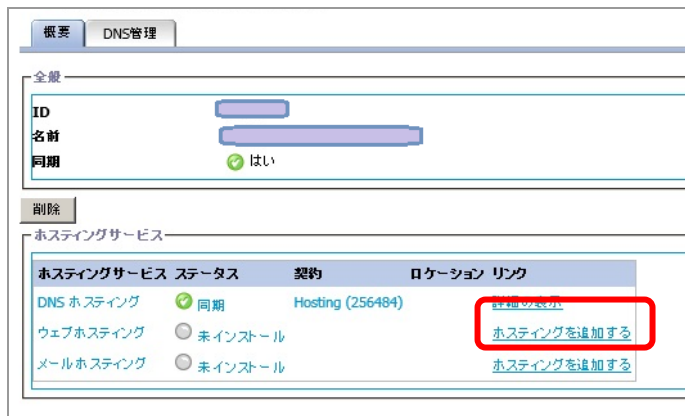 概要 DNS管理
全般
ID
名前
同期 はい
削除
ホスティングサービス
ホスティングサービス ステータス 契約 ロケーション リンク
DNS ホスティング 同期 Hosting (256484) 詳細の表示
ウェブホスティング 未インストール ホスティングを追加する
メールホスティング 未インストール ホスティングを追加する